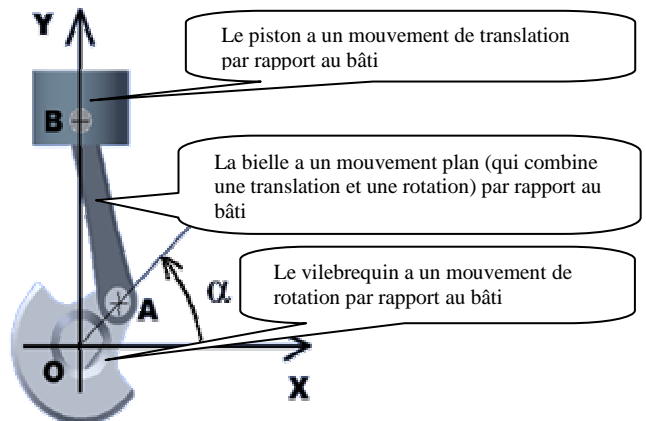 Y
Le piston a un mouvement de translation
par rapport au bâti
B
La bielle a un mouvement plan (qui combine
une translation et une rotation) par rapport au
bâti
Le vilebrequin a un mouvement de
rotation par rapport au bâti
A
α
O
X